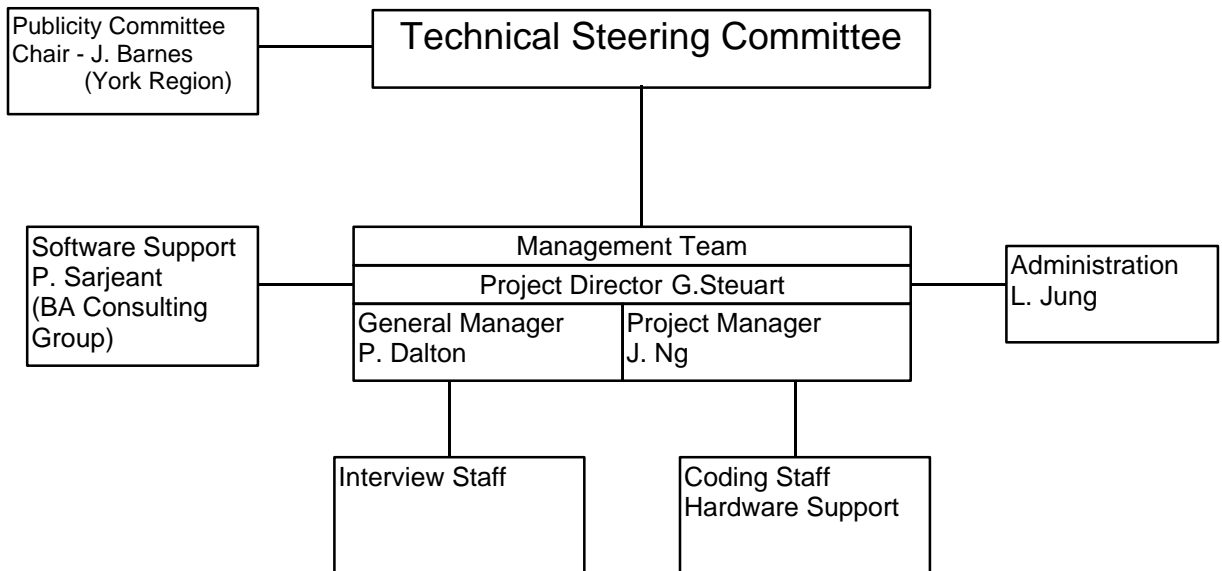 Publicity Committee
Chair - J. Barnes
(York Region)
Technical Steering Committee
Software Support
P. Sarjeant
(BA Consulting
Group)
Management Team
Project Director G.Steuart
General Manager
P. Dalton
Project Manager
J. Ng
Administration
L. Jung
Interview Staff
Coding Staff
Hardware Support